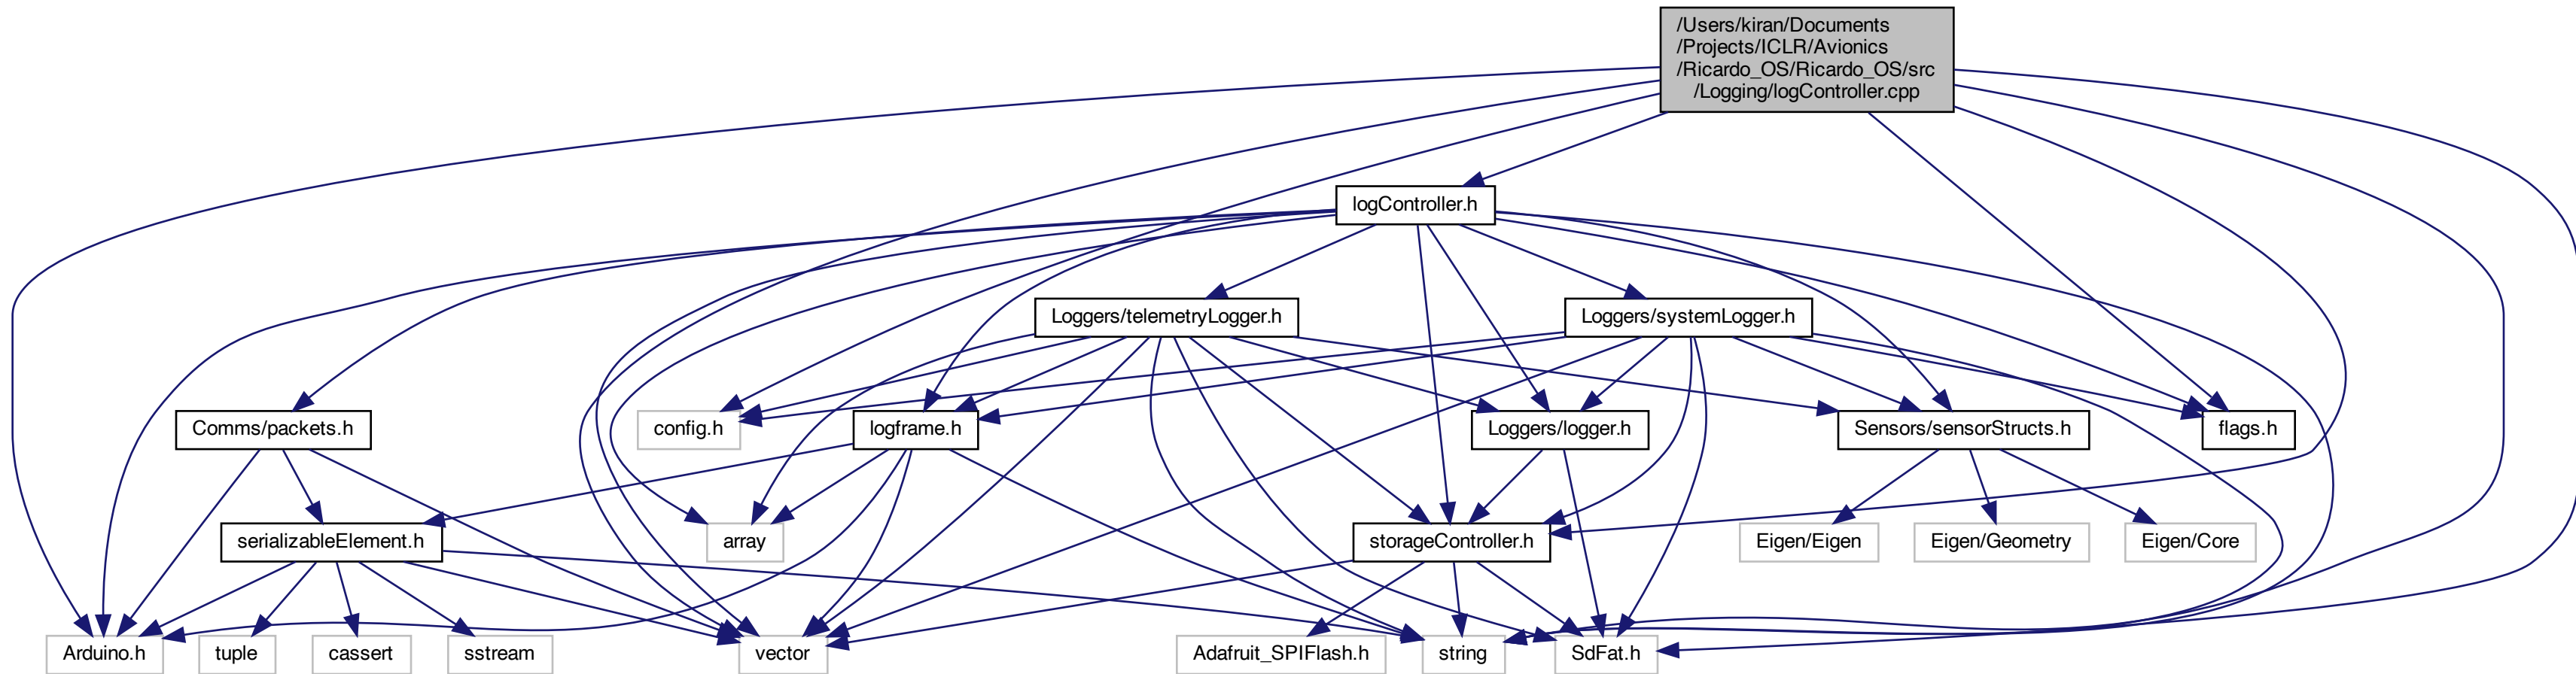 /Users/kiran/Documents
/Projects/ICLR/Avionics
/Ricardo_OS/Ricardo_OS/src
/Logging/logController.cpp
logController.h
Loggers/telemetryLogger.h
Loggers/systemLogger.h
Comms/packets.h
config.h
logframe.h
Loggers/logger.h
Sensors/sensorStructs.h
flags.h
serializableElement.h
array
storageController.h
Eigen/Eigen
Eigen/Geometry
Eigen/Core
Arduino.h
tuple
cassert
sstream
vector
Adafruit_SPIFlash.h
string
SdFat.h